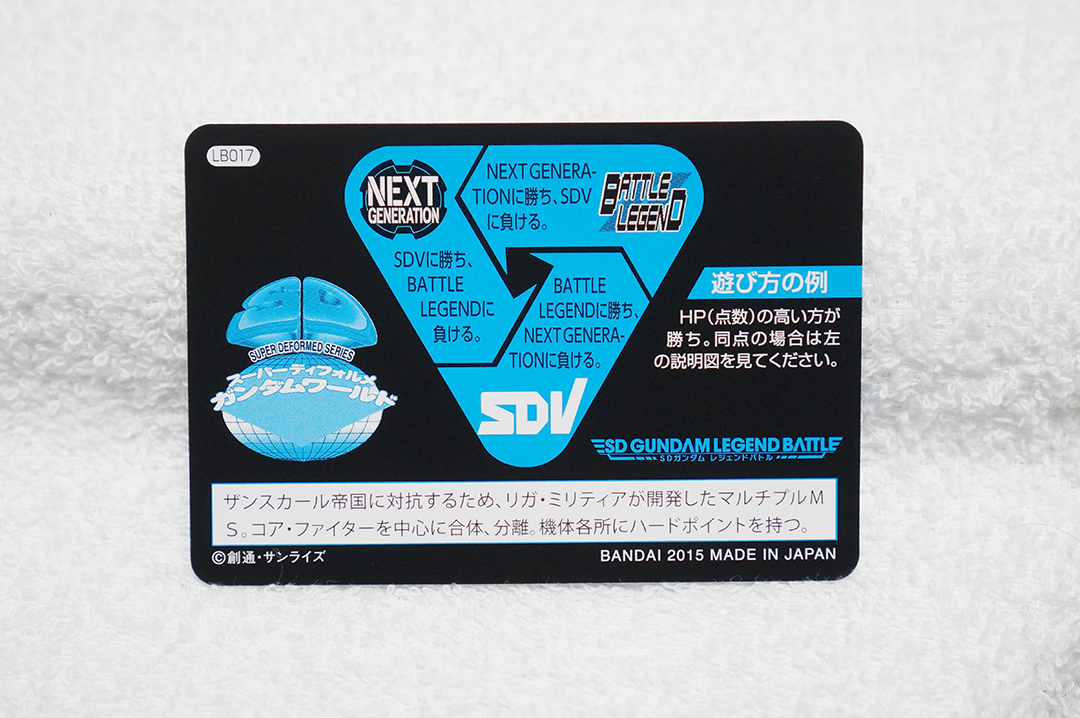 LB017
NEXT
GENERATION
NEXT GENERA-
TIONに勝ち、SDV
に負ける。
BATTLE
LEGEND
SDVに勝ち、
BATTLE
LEGENDに
負ける。
BATTLE
LEGENDに勝ち、
NEXT GENERA-
TIONに負ける。
SDV
遊び方の例
HP(点数)の高い方が
勝ち。同点の場合は左
の説明図を見てください。
SUPER DEFORMED SERIES
スーパーディフォルメ
ガンダムワールド
SD GUNDAM LEGEND BATTLE
SDガンダム レジェンドバトル
ザンスカール帝国に対抗するため、リガ・ミリティアが開発したマルチプルM
S。コア・ファイターを中心に合体、分離。機体各所にハードポイントを持つ。
©創通・サンライズ
BANDAI 2015 MADE IN JAPAN